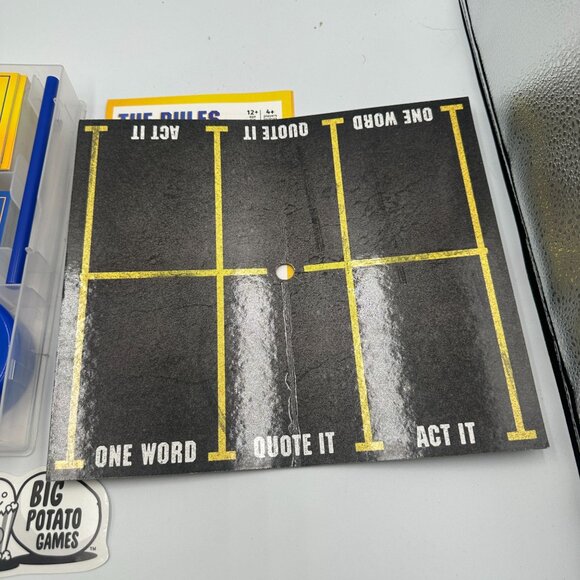 THE RULES
12+
4+
ACT IT
QUOTE IT
ONE WORD
ONE WORD
QUOTE IT
ACT IT
BIG
POTATO
GAMES
TM